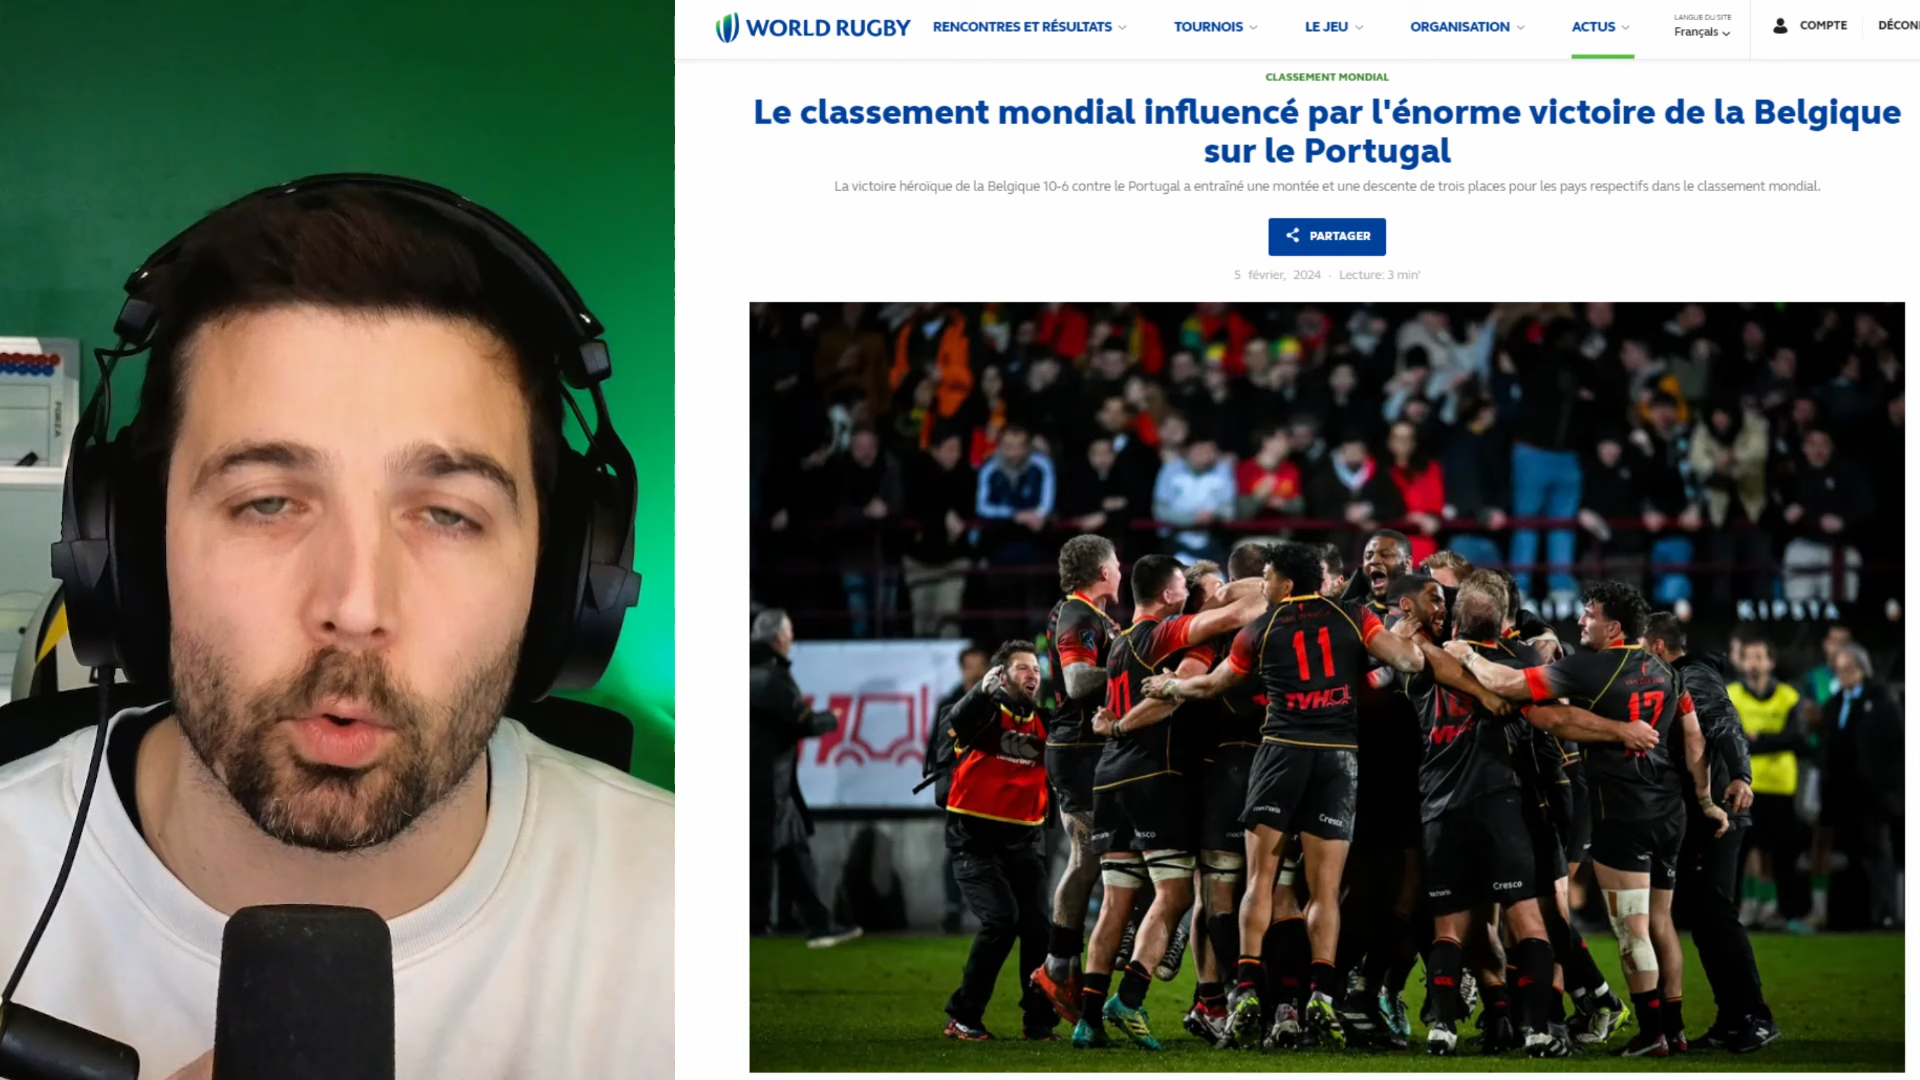 WORLD RUGBY
RENCONTRES ET RÉSULTATS
TOURNOIS
LE JEU
ORGANISATION
ACTUS
LANGUE DU SITE
Français
COMPTE
CLASSEMENT MONDIAL
Le classement mondial influencé par l'énorme victoire de la Belgique
sur le Portugal
La victoire héroïque de la Belgique 10-6 contre le Portugal a entraîné une montée et une descente de trois places pour les pays respectifs dans le classement mondial.
PARTAGER
5 février, 2024 · Lecture: 3 min'
FORZA
KIPSTA
11
TVH
17
Cresco
Cresco